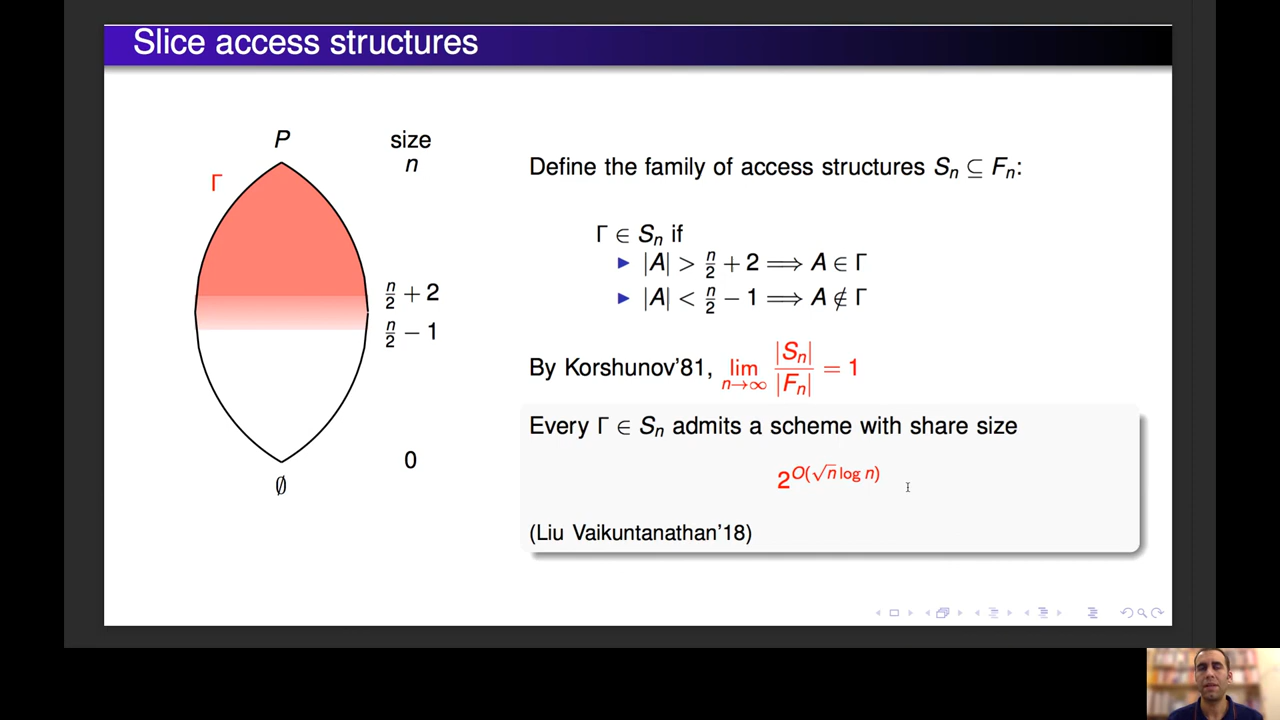 Slice access structures
P size
Γ n
n/2 + 2
n/2 − 1
0
∅
Define the family of access structures Sₙ ⊆ Fₙ:
Γ ∈ Sₙ if
▶ |A| > n/2 + 2 ⟹ A ∈ Γ
▶ |A| < n/2 − 1 ⟹ A ∉ Γ
By Korshunov'81, lim n→∞ |Sₙ|/|Fₙ| = 1
Every Γ ∈ Sₙ admits a scheme with share size
2^O(√n log n)
(Liu Vaikuntanathan'18)